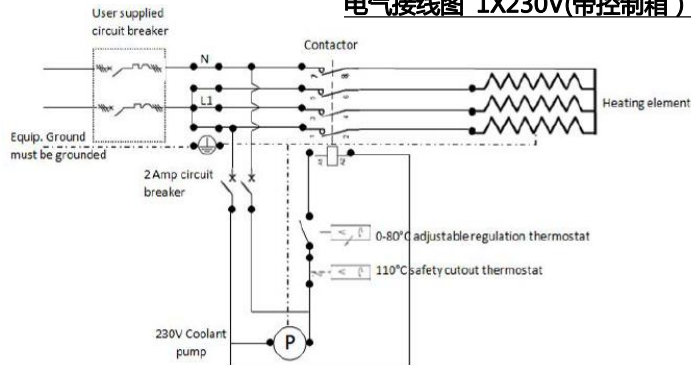 电气接线图 1X230V(带控制箱)
User supplied
circuit breaker
Contactor
N
L1
Heating element
Equip. Ground
must be grounded
2 Amp circuit
breaker
0-80°C adjustable regulation thermostat
110°C safety cutout thermostat
230V Coolant
pump
P